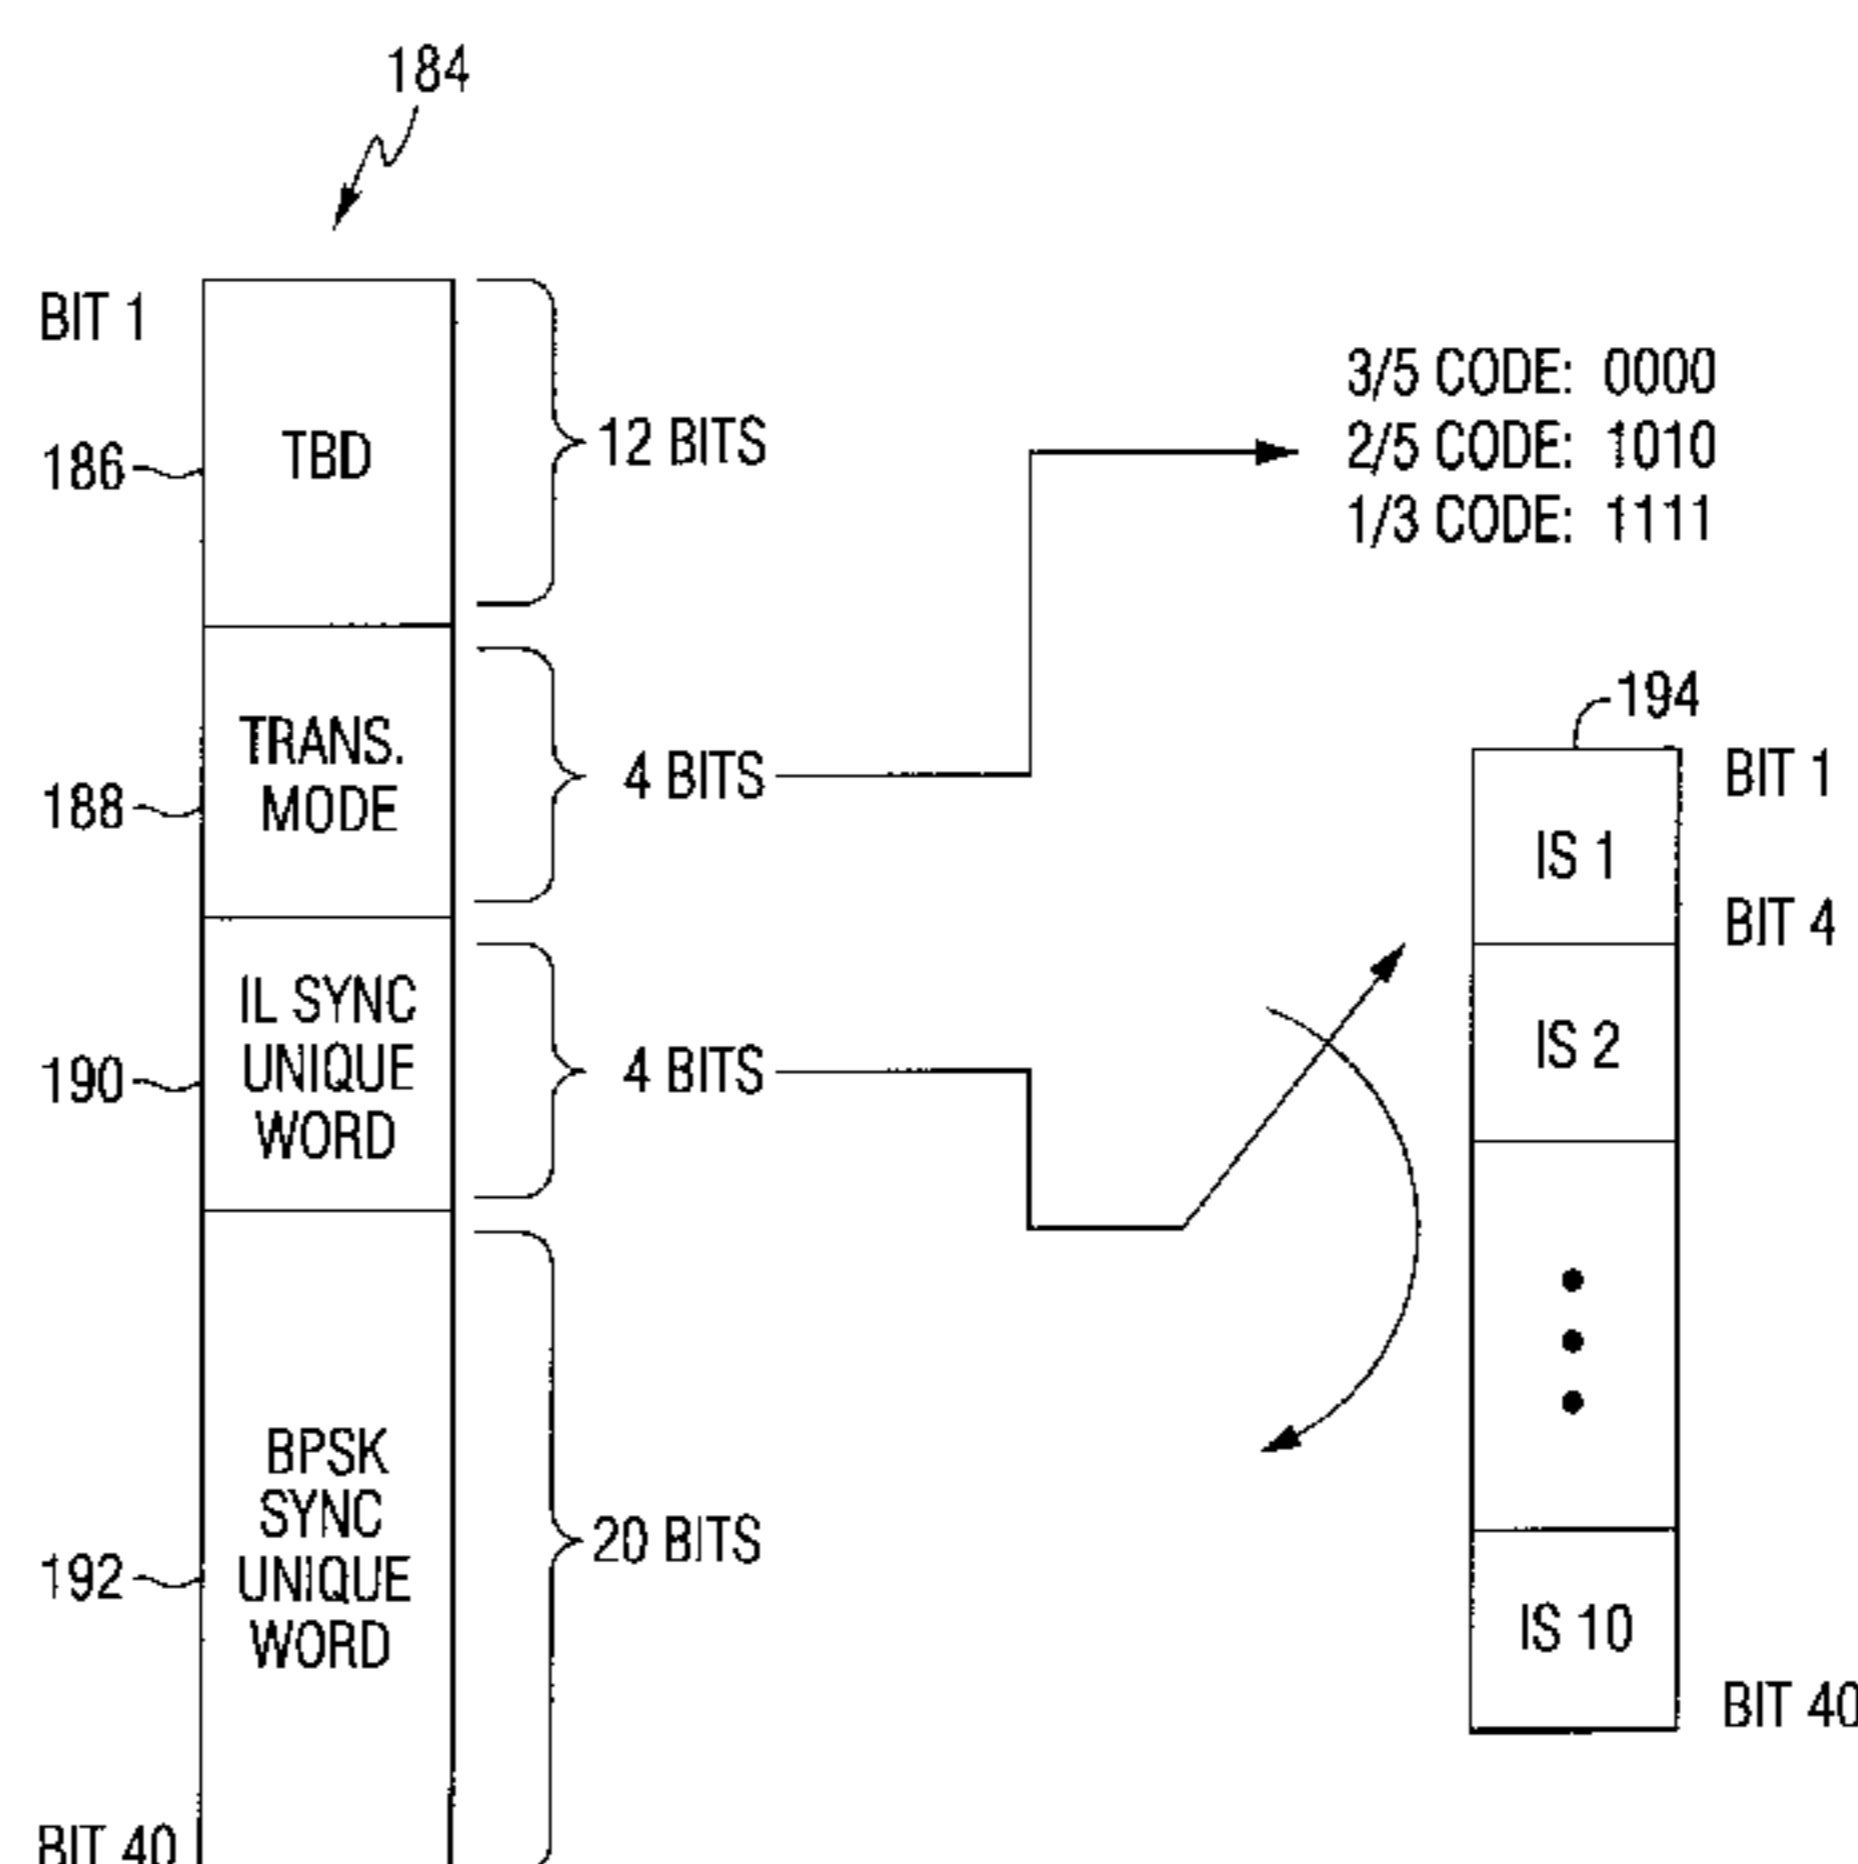 184
BIT 1
186
TBD
12 BITS
3/5 CODE: 0000
2/5 CODE: 1010
1/3 CODE: 1111
188
TRANS.
MODE
4 BITS
190
IL SYNC
UNIQUE
WORD
4 BITS
192
BPSK
SYNC
UNIQUE
WORD
20 BITS
BIT 40
194
BIT 1
IS 1
BIT 4
IS 2
IS 10
BIT 40